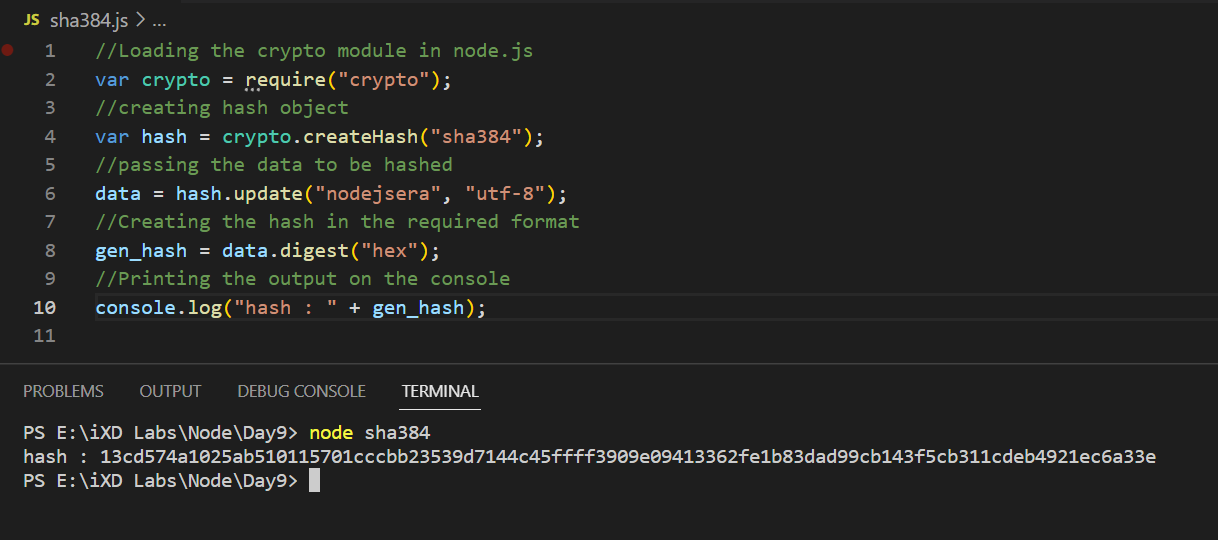 JS sha384.js > ...
1 //Loading the crypto module in node.js
2 var crypto = require("crypto");
3 //creating hash object
4 var hash = crypto.createHash("sha384");
5 //passing the data to be hashed
6 data = hash.update("nodejsera", "utf-8");
7 //Creating the hash in the required format
8 gen_hash = data.digest("hex");
9 //Printing the output on the console
10 console.log("hash : " + gen_hash);
11
PROBLEMS OUTPUT DEBUG CONSOLE TERMINAL
PS E:\iXD Labs\Node\Day9> node sha384
hash : 13cd574a1025ab510115701cccbb23539d7144c45ffff3909e09413362fe1b83dad99cb143f5cb311cdeb4921ec6a33e
PS E:\iXD Labs\Node\Day9>